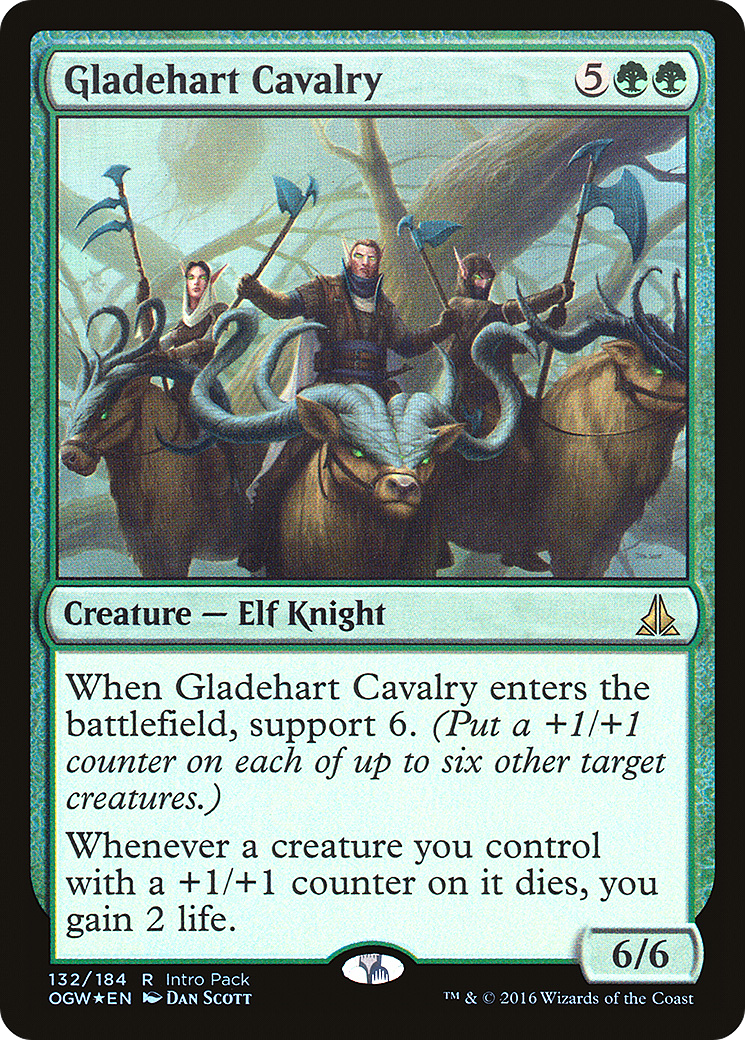 Gladehart Cavalry 5
Creature — Elf Knight
When Gladehart Cavalry enters the
battlefield, support 6. (Put a +1/+1
counter on each of up to six other target
creatures.)
Whenever a creature you control
with a +1/+1 counter on it dies, you
gain 2 life.
6/6
132/184 R Intro Pack
OGW★EN Dan Scott
™ & © 2016 Wizards of the Coast